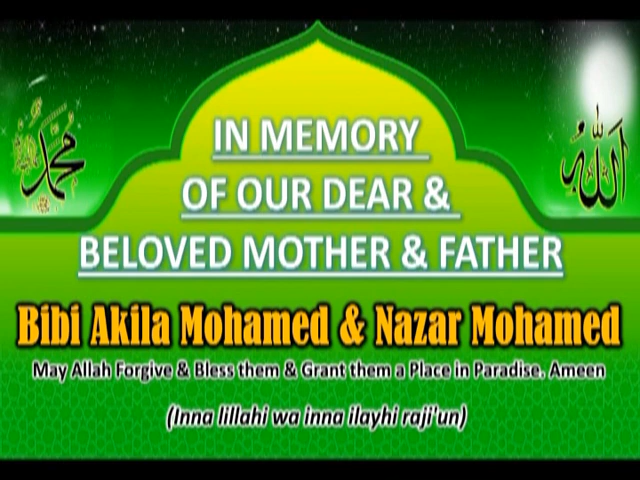 محمد
الله
IN MEMORY
OF OUR DEAR &
BELOVED MOTHER & FATHER
Bibi Akila Mohamed & Nazar Mohamed
May Allah Forgive & Bless them & Grant them a Place in Paradise. Ameen
(Inna lillahi wa inna ilayhi raji'un)